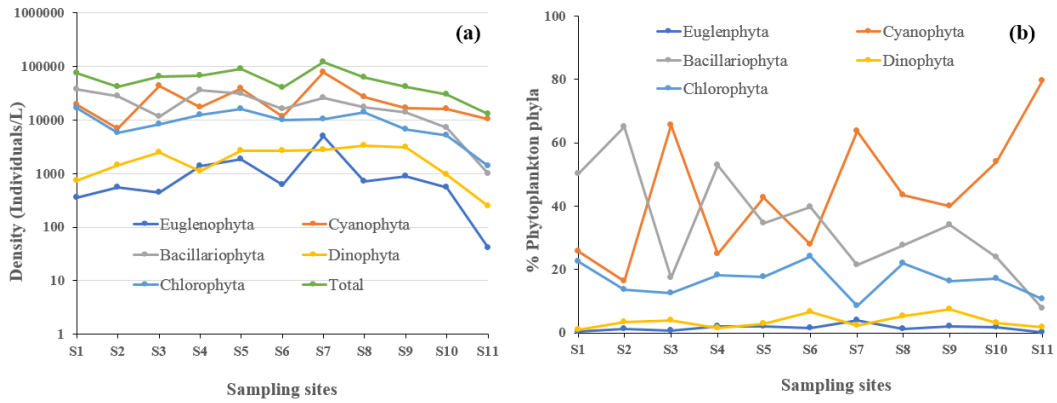 (a)
Density (Individuals/L)
1000000
100000
10000
1000
100
10
1
Euglenophyta
Cyanophyta
Bacillariophyta
Dinophyta
Chlorophyta
Total
S1 S2 S3 S4 S5 S6 S7 S8 S9 S10 S11
Sampling sites
(b)
% Phytoplankton phyla
Euglenphyta
Cyanophyta
Bacillariophyta
Dinophyta
Chlorophyta
100
80
60
40
20
0
S1 S2 S3 S4 S5 S6 S7 S8 S9 S10 S11
Sampling sites